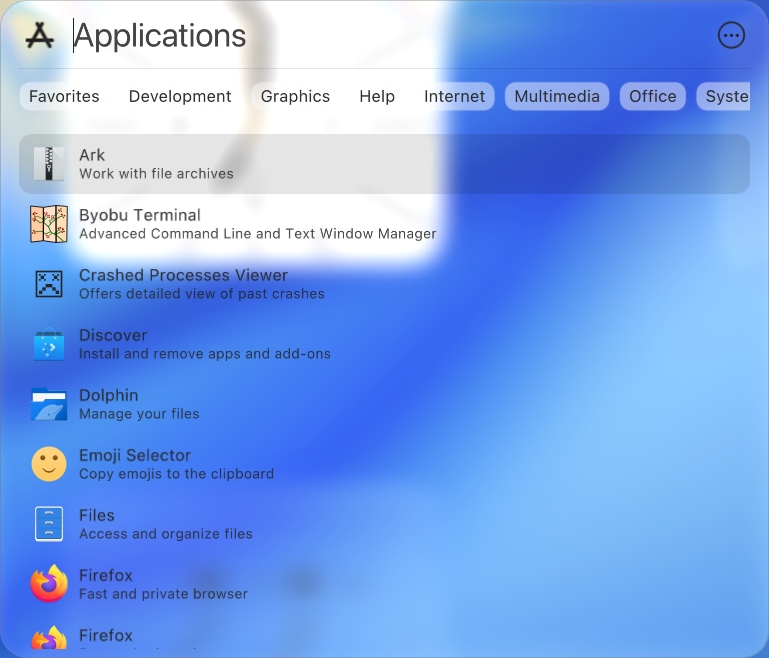 Applications
Favorites Development Graphics Help Internet Multimedia Office Syste
Ark
Work with file archives
Byobu Terminal
Advanced Command Line and Text Window Manager
Crashed Processes Viewer
Offers detailed view of past crashes
Discover
Install and remove apps and add-ons
Dolphin
Manage your files
Emoji Selector
Copy emojis to the clipboard
Files
Access and organize files
Firefox
Fast and private browser
Firefox